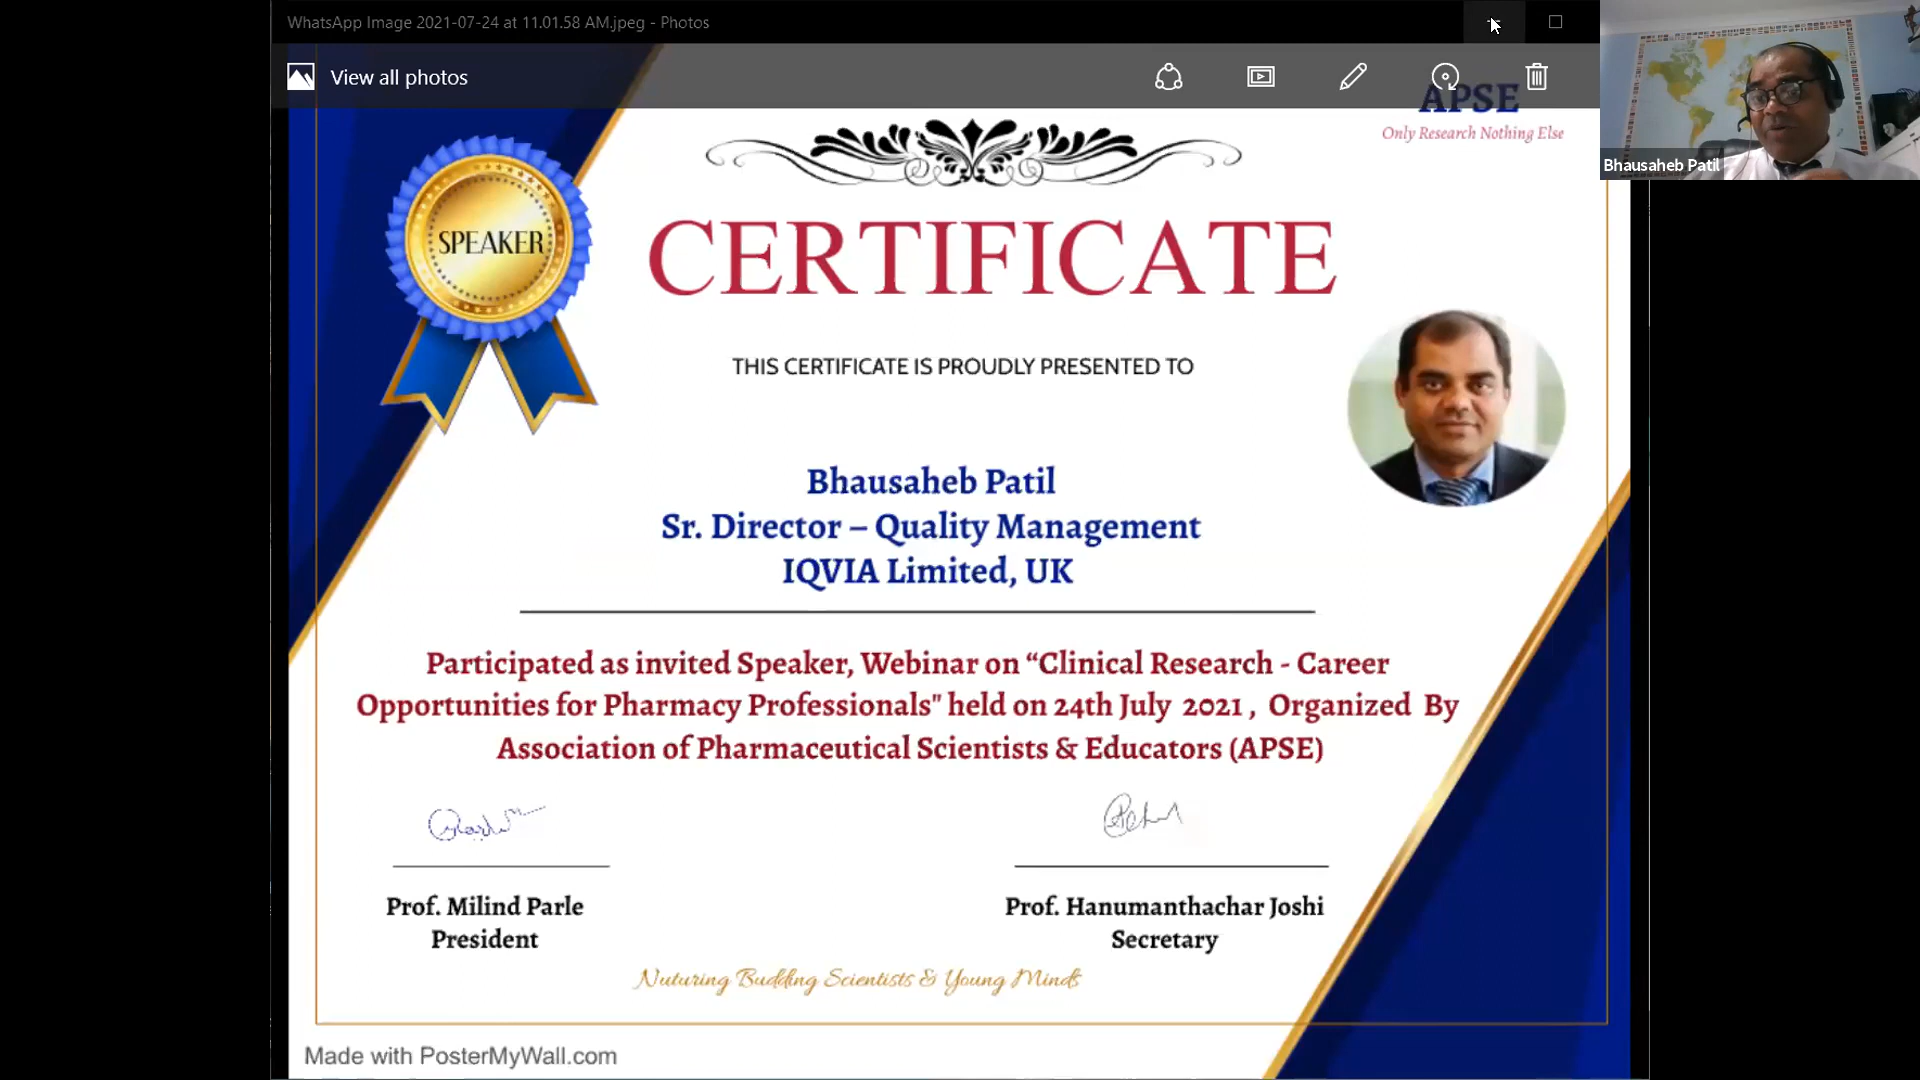 WhatsApp Image 2021-07-24 at 11.01.58 AM.jpeg - Photos
View all photos
APSE
Only Research Nothing Else
Bhausaheb Patil
SPEAKER
CERTIFICATE
THIS CERTIFICATE IS PROUDLY PRESENTED TO
Bhausaheb Patil
Sr. Director – Quality Management
IQVIA Limited, UK
Participated as invited Speaker, Webinar on “Clinical Research - Career
Opportunities for Pharmacy Professionals" held on 24th July 2021 , Organized By
Association of Pharmaceutical Scientists & Educators (APSE)
Prof. Milind Parle
President
Prof. Hanumanthachar Joshi
Secretary
Nuturing Budding Scientists & Young Minds
Made with PosterMyWall.com